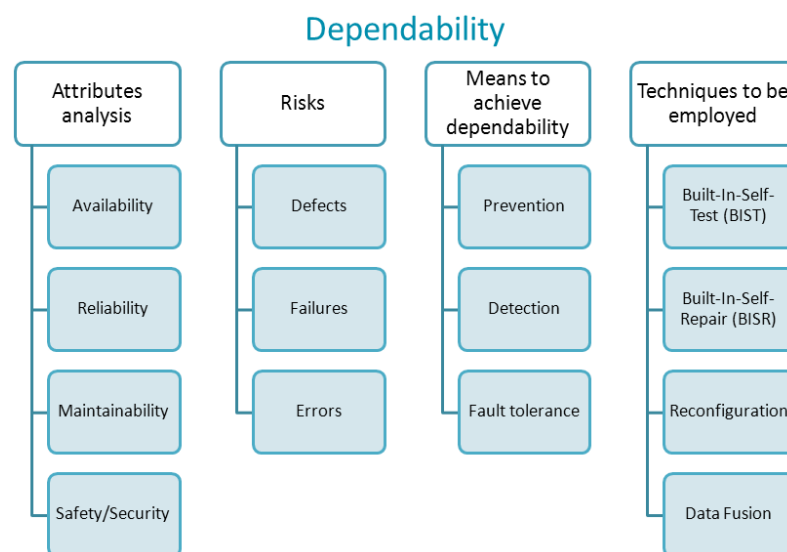 Dependability
Attributes
analysis
Availability
Reliability
Maintainability
Safety/Security
Risks
Defects
Failures
Errors
Means to
achieve
dependability
Prevention
Detection
Fault tolerance
Techniques to be
employed
Built-In-Self-
Test (BIST)
Built-In-Self-
Repair (BISR)
Reconfiguration
Data Fusion